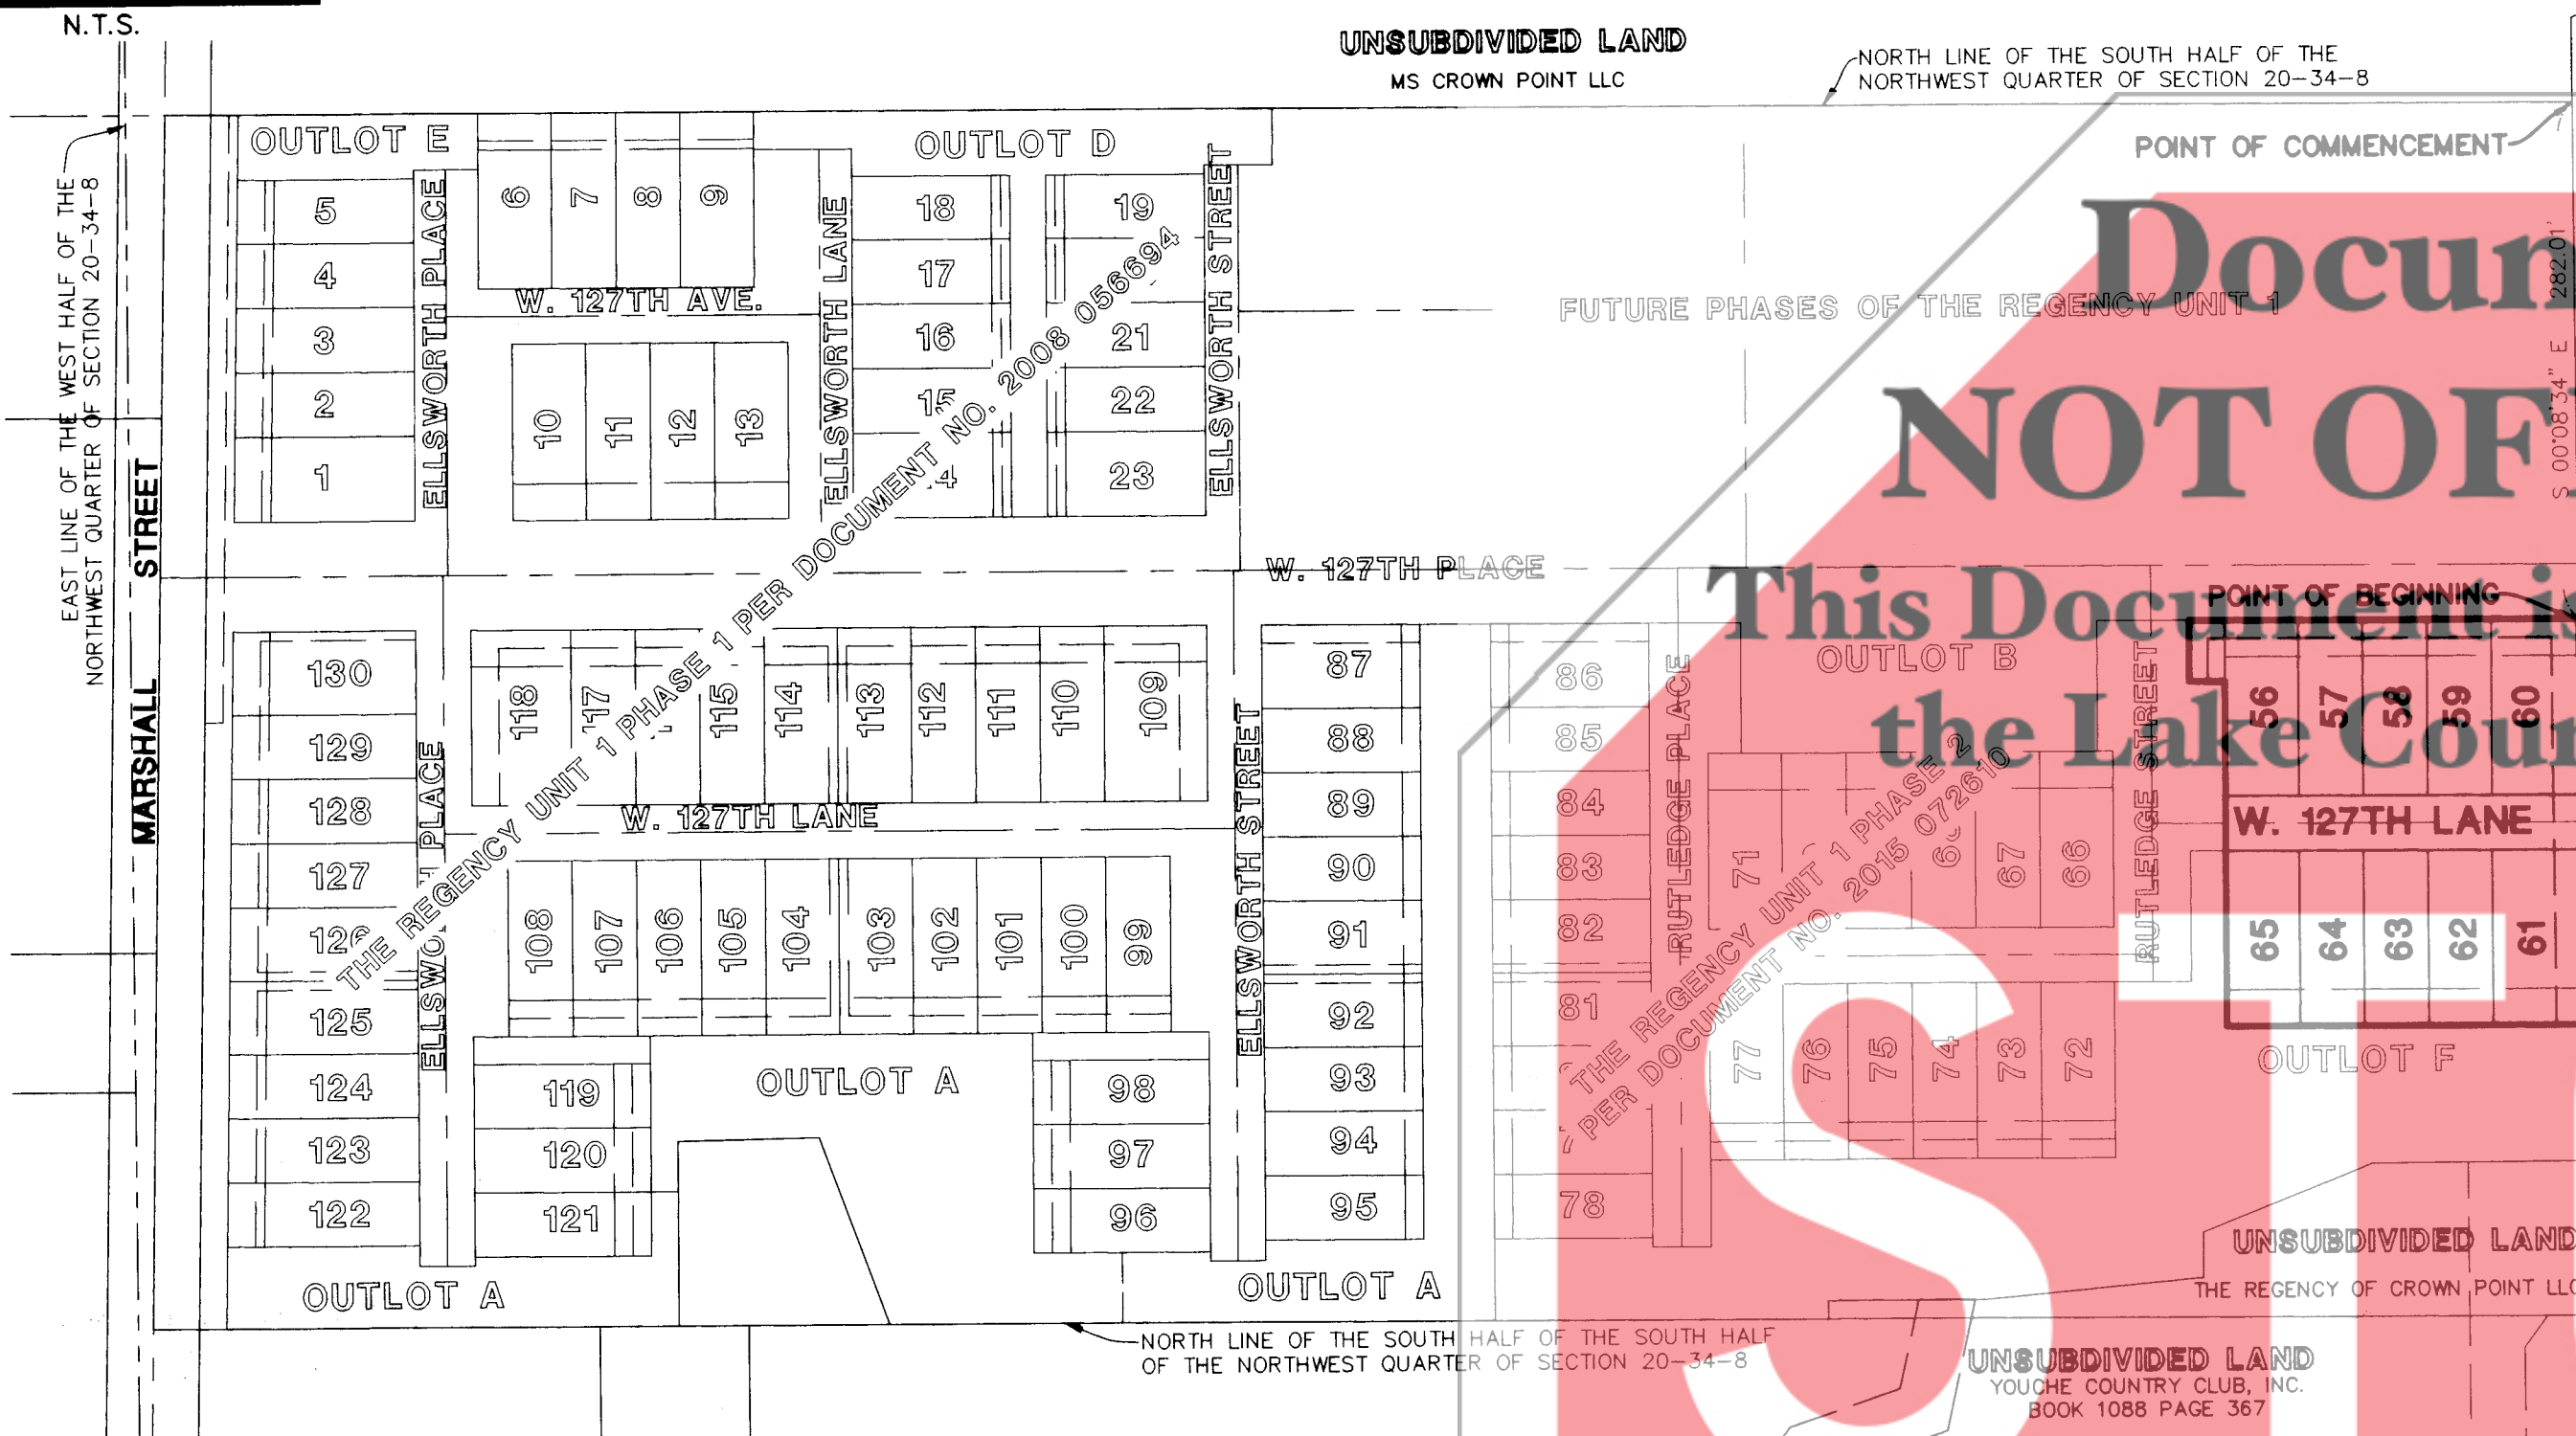 N.T.S.
UNSUBDIVIDED LAND
MS CROWN POINT LLC
NORTH LINE OF THE SOUTH HALF OF THE
NORTHWEST QUARTER OF SECTION 20-34-8
POINT OF COMMENCEMENT
EAST LINE OF THE WEST HALF OF THE
NORTHWEST QUARTER OF SECTION 20-34-8
MARSHALL STREET
OUTLOT E
5
4
3
2
1
ELLSWORTH PLACE
6
7
8
9
W. 127TH AVE.
10
11
12
13
ELLSWORTH LANE
OUTLOT D
18
17
16
15
19
21
22
23
ELLSWORTH STREET
FUTURE PHASES OF THE REGENCY UNIT 1
S 00°08'34" E 2282.01'
W. 127TH PLACE
THE REGENCY UNIT 1 PHASE 1 PER DOCUMENT NO. 2008 056694
130
129
128
127
126
125
124
123
122
PLACE
118
117
115
114
113
112
111
110
109
W. 127TH LANE
108
107
106
105
104
103
102
101
100
99
119
120
121
OUTLOT A
98
97
96
ELLSWORTH STREET
87
88
89
90
91
92
93
94
95
OUTLOT A
OUTLOT A
NORTH LINE OF THE SOUTH HALF OF THE SOUTH HALF
OF THE NORTHWEST QUARTER OF SECTION 20-34-8
86
85
84
83
82
81
78
RUTLEDGE PLACE
OUTLOT B
THE REGENCY UNIT 1 PHASE 2
PER DOCUMENT NO. 2015 072610
71
67
66
77
76
75
74
73
72
RUTLEDGE STREET
POINT OF BEGINNING
56
57
58
59
60
W. 127TH LANE
65
64
63
62
61
OUTLOT F
UNSUBDIVIDED LAND
THE REGENCY OF CROWN POINT LLC
UNSUBDIVIDED LAND
YOUCHE COUNTRY CLUB, INC.
BOOK 1088 PAGE 367
Docum
NOT OF
This Document is
the Lake Coun
ST